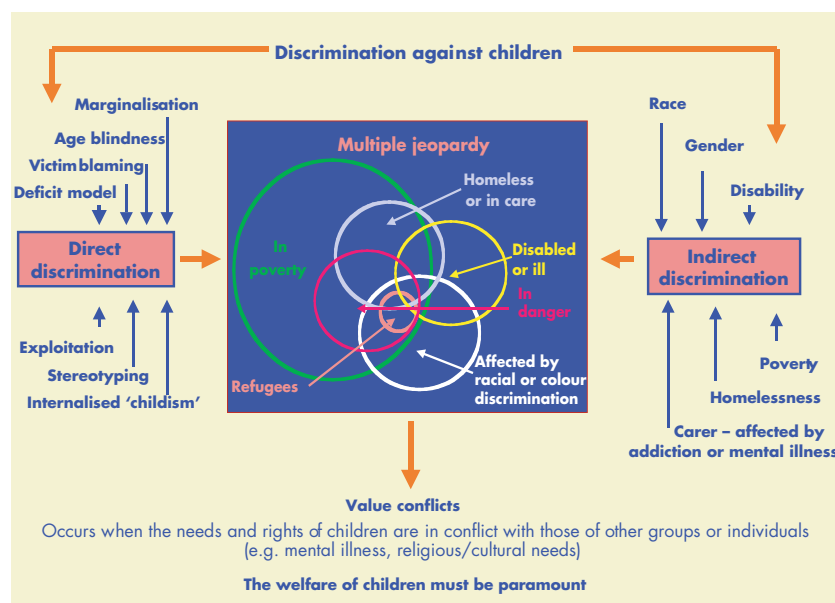 Discrimination against children
Marginalisation
Age blindness
Victimblaming
Deficit model
Direct
discrimination
Exploitation
Stereotyping
Internalised ‘childism’
Multiple jeopardy
Homeless
or in care
In
poverty
Disabled
or ill
In
danger
Refugees
Affected by
racial or colour
discrimination
Race
Gender
Disability
Indirect
discrimination
Poverty
Homelessness
Carer – affected by
addiction or mental illness
Value conflicts
Occurs when the needs and rights of children are in conflict with those of other groups or individuals
(e.g. mental illness, religious/cultural needs)
The welfare of children must be paramount